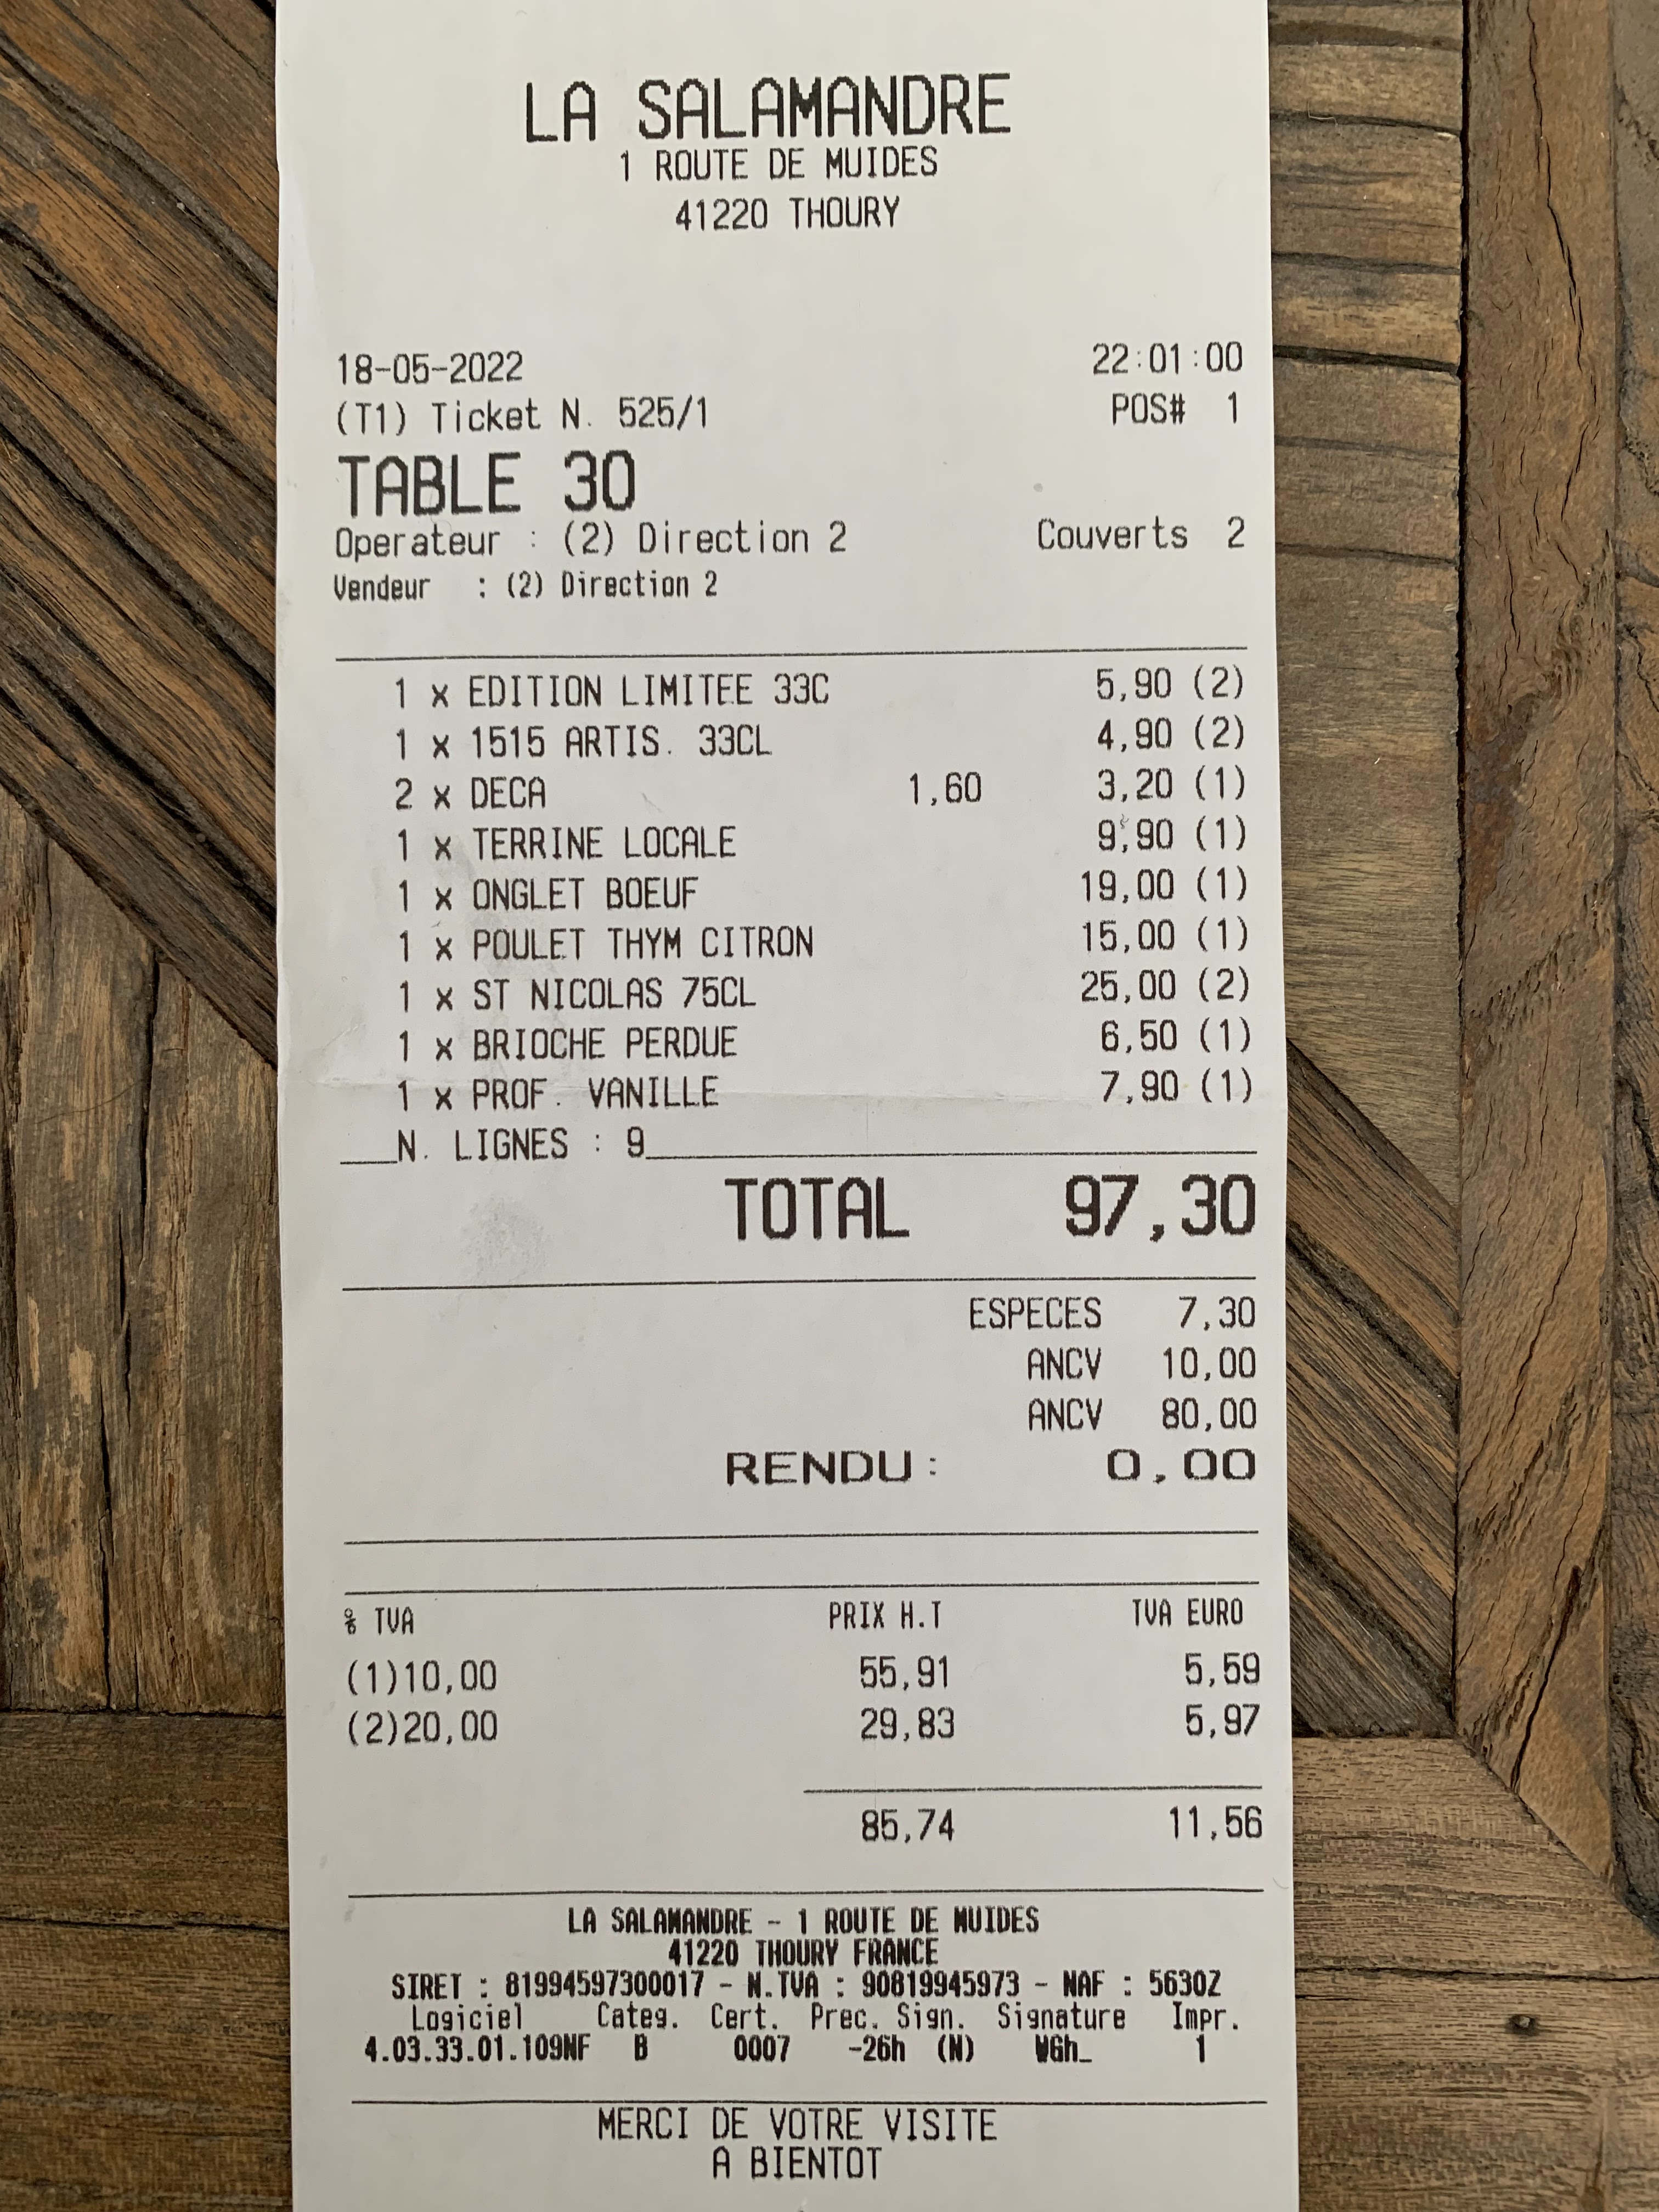 LA SALAMANDRE
1 ROUTE DE MUIDES
41220 THOURY
18-05-2022 22:01:00
(T1) Ticket N. 525/1 POS# 1
TABLE 30
Operateur : (2) Direction 2 Couverts 2
Vendeur : (2) Direction 2
1 x EDITION LIMITEE 33C 5,90 (2)
1 x 1515 ARTIS. 33CL 4,90 (2)
2 x DECA 1,60 3,20 (1)
1 x TERRINE LOCALE 9,90 (1)
1 x ONGLET BOEUF 19,00 (1)
1 x POULET THYM CITRON 15,00 (1)
1 x ST NICOLAS 75CL 25,00 (2)
1 x BRIOCHE PERDUE 6,50 (1)
1 x PROF. VANILLE 7,90 (1)
N. LIGNES : 9
TOTAL 97,30
ESPECES 7,30
ANCV 10,00
ANCV 80,00
RENDU: 0,00
% TVA PRIX H.T TVA EURO
(1)10,00 55,91 5,59
(2)20,00 29,83 5,97
85,74 11,56
LA SALAMANDRE - 1 ROUTE DE MUIDES
41220 THOURY FRANCE
SIRET : 81994597300017 - N.TVA : 90819945973 - NAF : 5630Z
Logiciel Categ. Cert. Prec. Sign. Signature Impr.
4.03.33.01.109NF B 0007 -26h (N) WGh_ 1
MERCI DE VOTRE VISITE
A BIENTOT